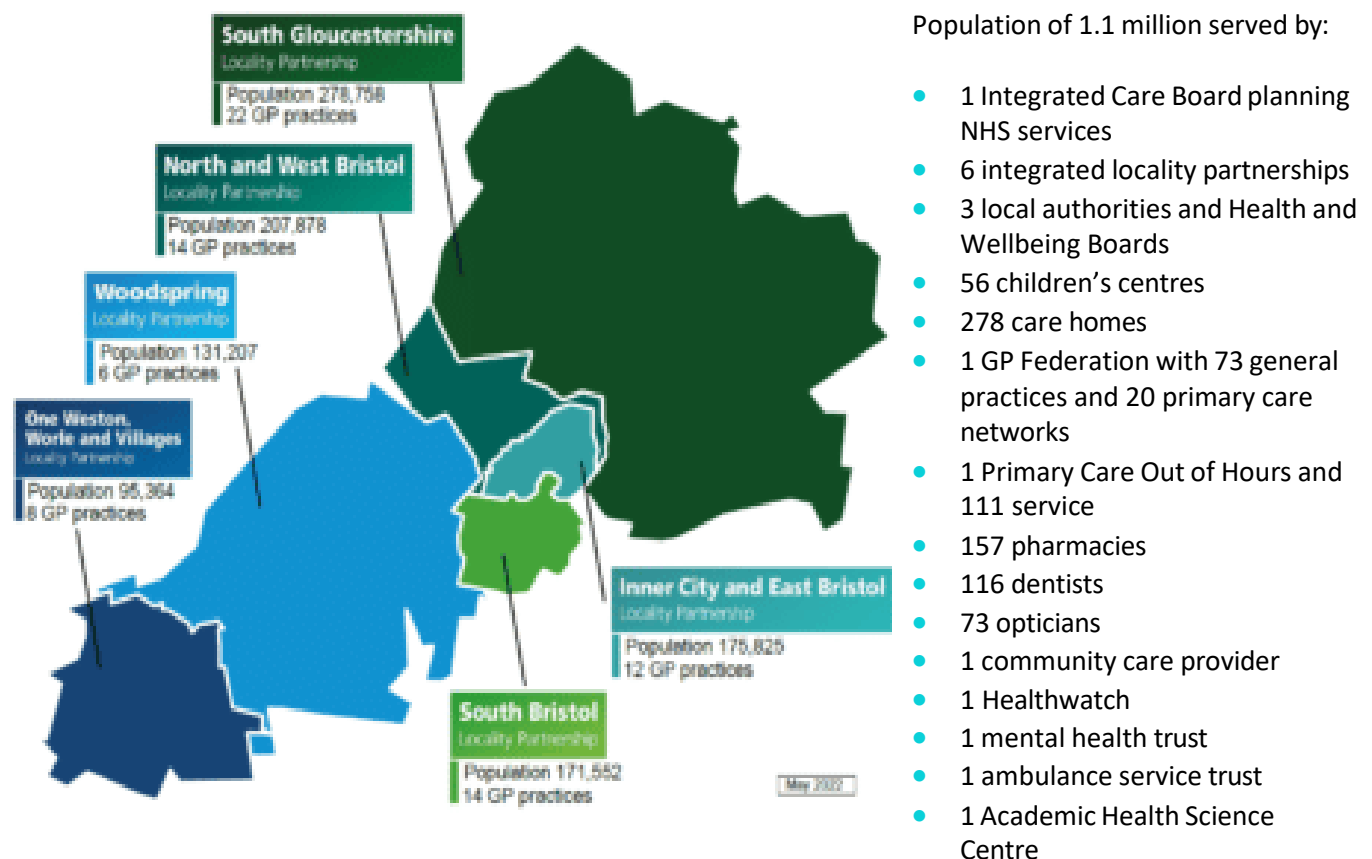 South Gloucestershire
Locality Partnership
Population 278,758
22 GP practices
North and West Bristol
Locality Partnership
Population 207,878
14 GP practices
Woodspring
Locality Partnership
Population 131,207
6 GP practices
One Weston,
Worle and Villages
Locality Partnership
Population 95,364
8 GP practices
Inner City and East Bristol
Locality Partnership
Population 175,825
12 GP practices
South Bristol
Locality Partnership
Population 171,552
14 GP practices
May 2022
Population of 1.1 million served by:
• 1 Integrated Care Board planning
NHS services
• 6 integrated locality partnerships
• 3 local authorities and Health and
Wellbeing Boards
• 56 children’s centres
• 278 care homes
• 1 GP Federation with 73 general
practices and 20 primary care
networks
• 1 Primary Care Out of Hours and
111 service
• 157 pharmacies
• 116 dentists
• 73 opticians
• 1 community care provider
• 1 Healthwatch
• 1 mental health trust
• 1 ambulance service trust
• 1 Academic Health Science
Centre